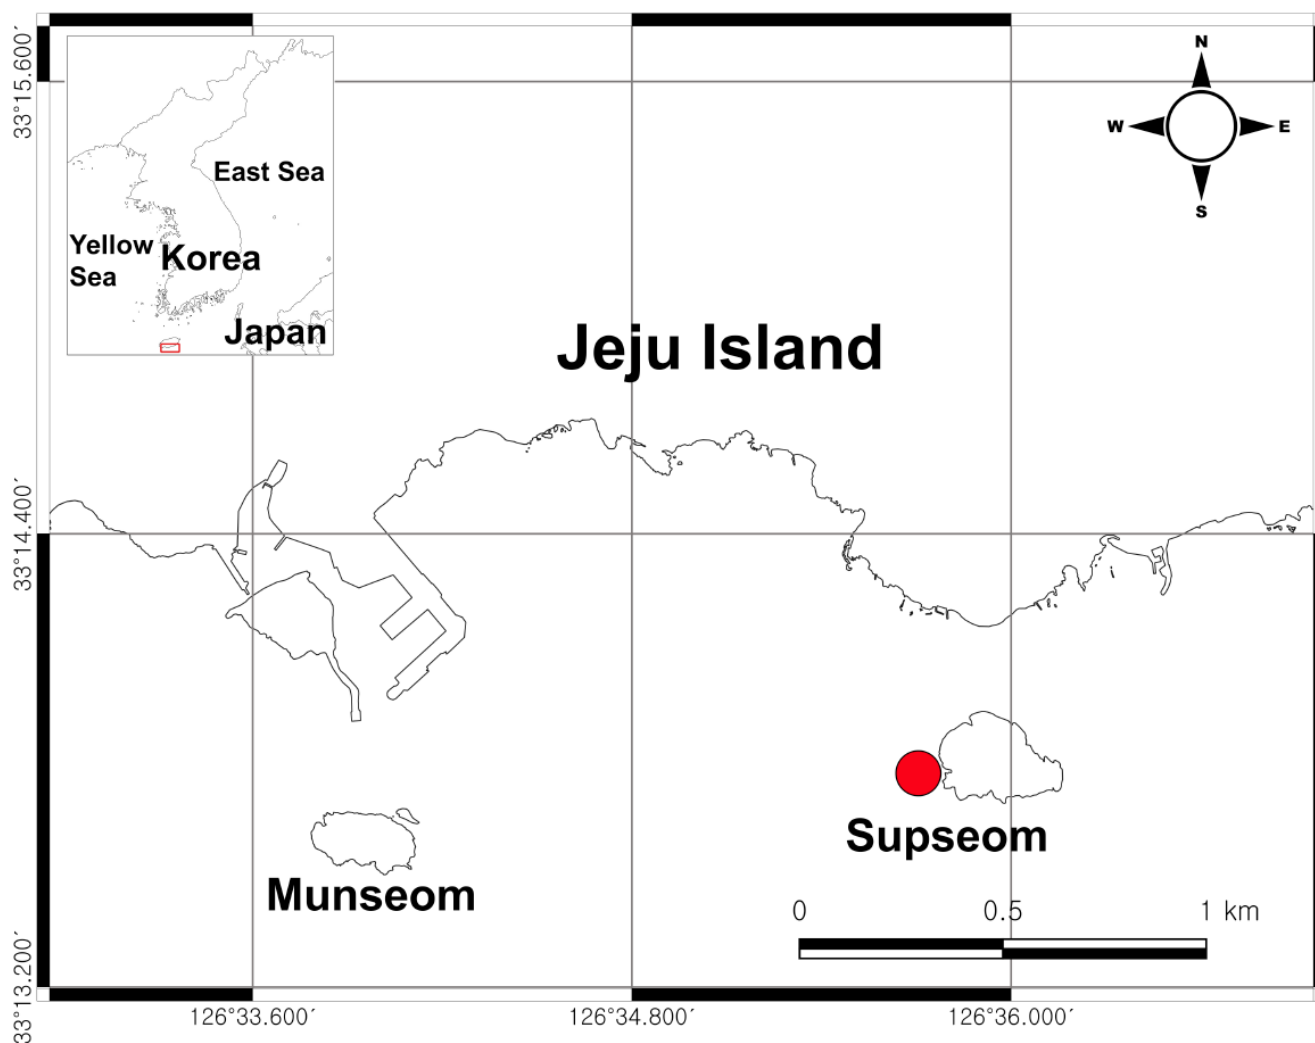 33°15.600′
N
W
E
S
East Sea
Yellow
Sea
Korea
Japan
Jeju Island
33°14.400′
Supseom
Munseom
0
0.5
1 km
33°13.200′
126°33.600′
126°34.800′
126°36.000′